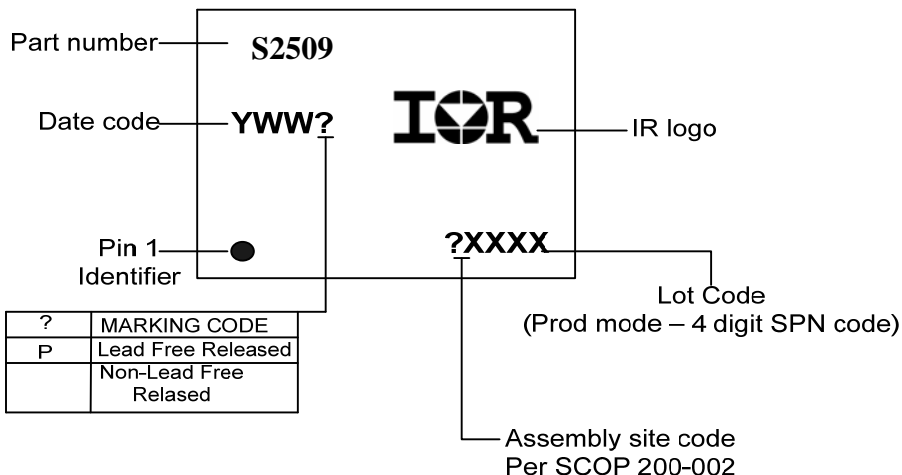 Part number
S2509
Date code
YWW?
IOR
IR logo
Pin 1
Identifier
?XXXX
Lot Code
(Prod mode – 4 digit SPN code)
? MARKING CODE
P Lead Free Released
Non-Lead Free
Relased
Assembly site code
Per SCOP 200-002